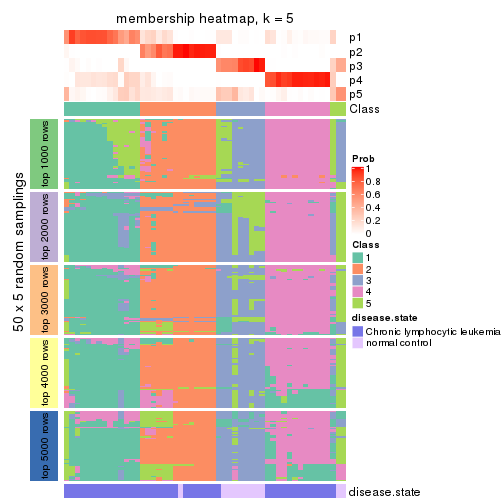 membership heatmap, k = 5
p1
p2
p3
p4
p5
Class
50 x 5 random samplings
top 1000 rows
top 2000 rows
top 3000 rows
top 4000 rows
top 5000 rows
disease.state
Prob
1
0.8
0.6
0.4
0.2
0
Class
1
2
3
4
5
disease.state
Chronic lymphocytic leukemia
normal control